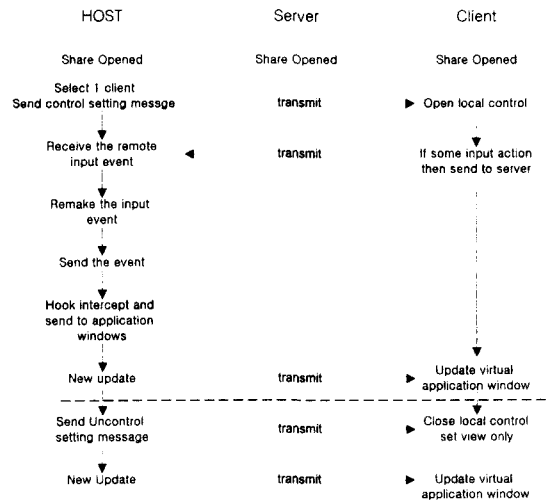 HOST Server Client
Share Opened Share Opened Share Opened
Select 1 client
Send control setting messge transmit Open local control
Receive the remote
input event transmit If some input action
then send to server
Remake the input
event
Send the event
Hook intercept and
send to application
windows
New update transmit Update virtual
application window
Send Uncontrol
setting message transmit Close local control
set view only
New Update transmit Update virtual
application window